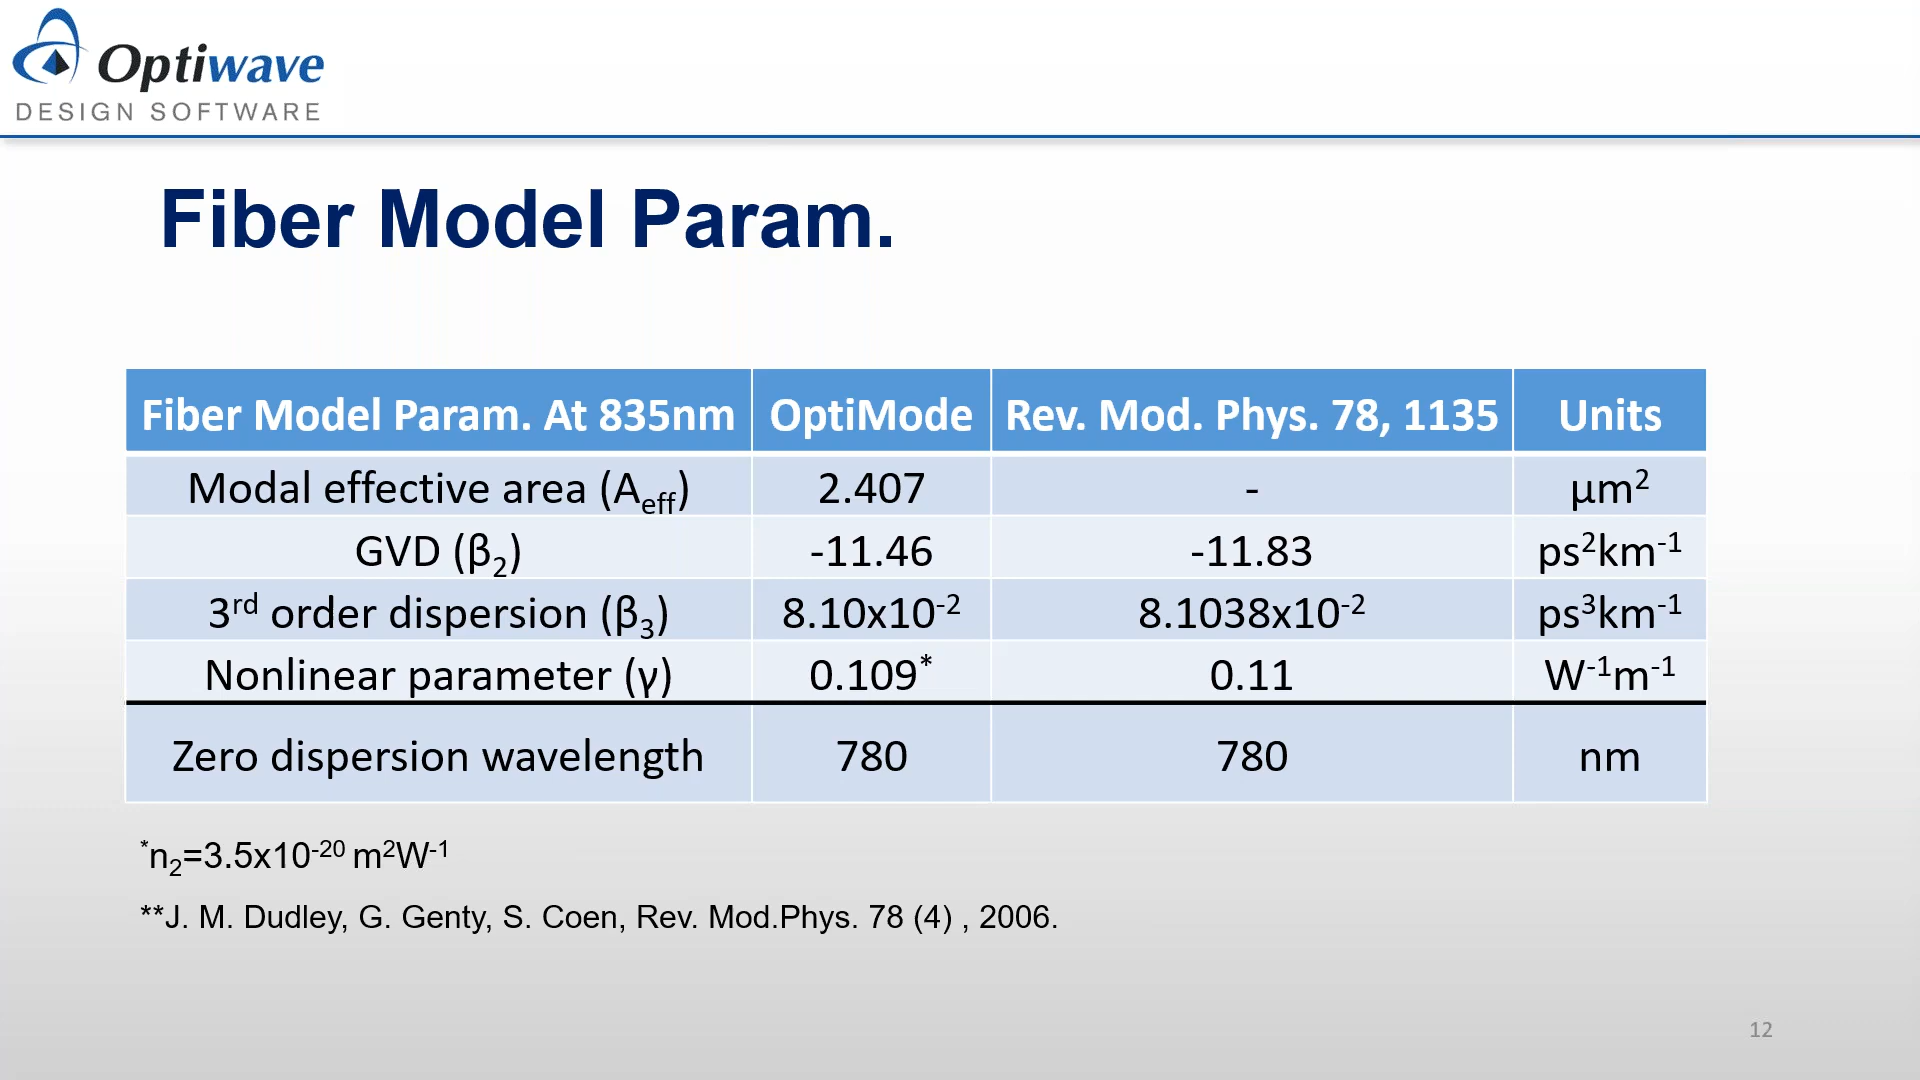 Optiwave
DESIGN SOFTWARE
Fiber Model Param.
Fiber Model Param. At 835nm OptiMode Rev. Mod. Phys. 78, 1135 Units
Modal effective area (Aeff) 2.407 - µm²
GVD (β₂) -11.46 -11.83 ps²km⁻¹
3ʳᵈ order dispersion (β₃) 8.10x10⁻² 8.1038x10⁻² ps³km⁻¹
Nonlinear parameter (γ) 0.109* 0.11 W⁻¹m⁻¹
Zero dispersion wavelength 780 780 nm
*n₂=3.5x10⁻²⁰ m²W⁻¹
**J. M. Dudley, G. Genty, S. Coen, Rev. Mod.Phys. 78 (4) , 2006.
12